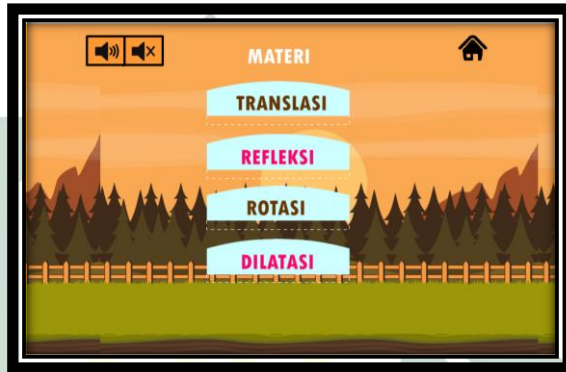 MATERI
TRANSLASI
REFLEKSI
ROTASI
DILATASI